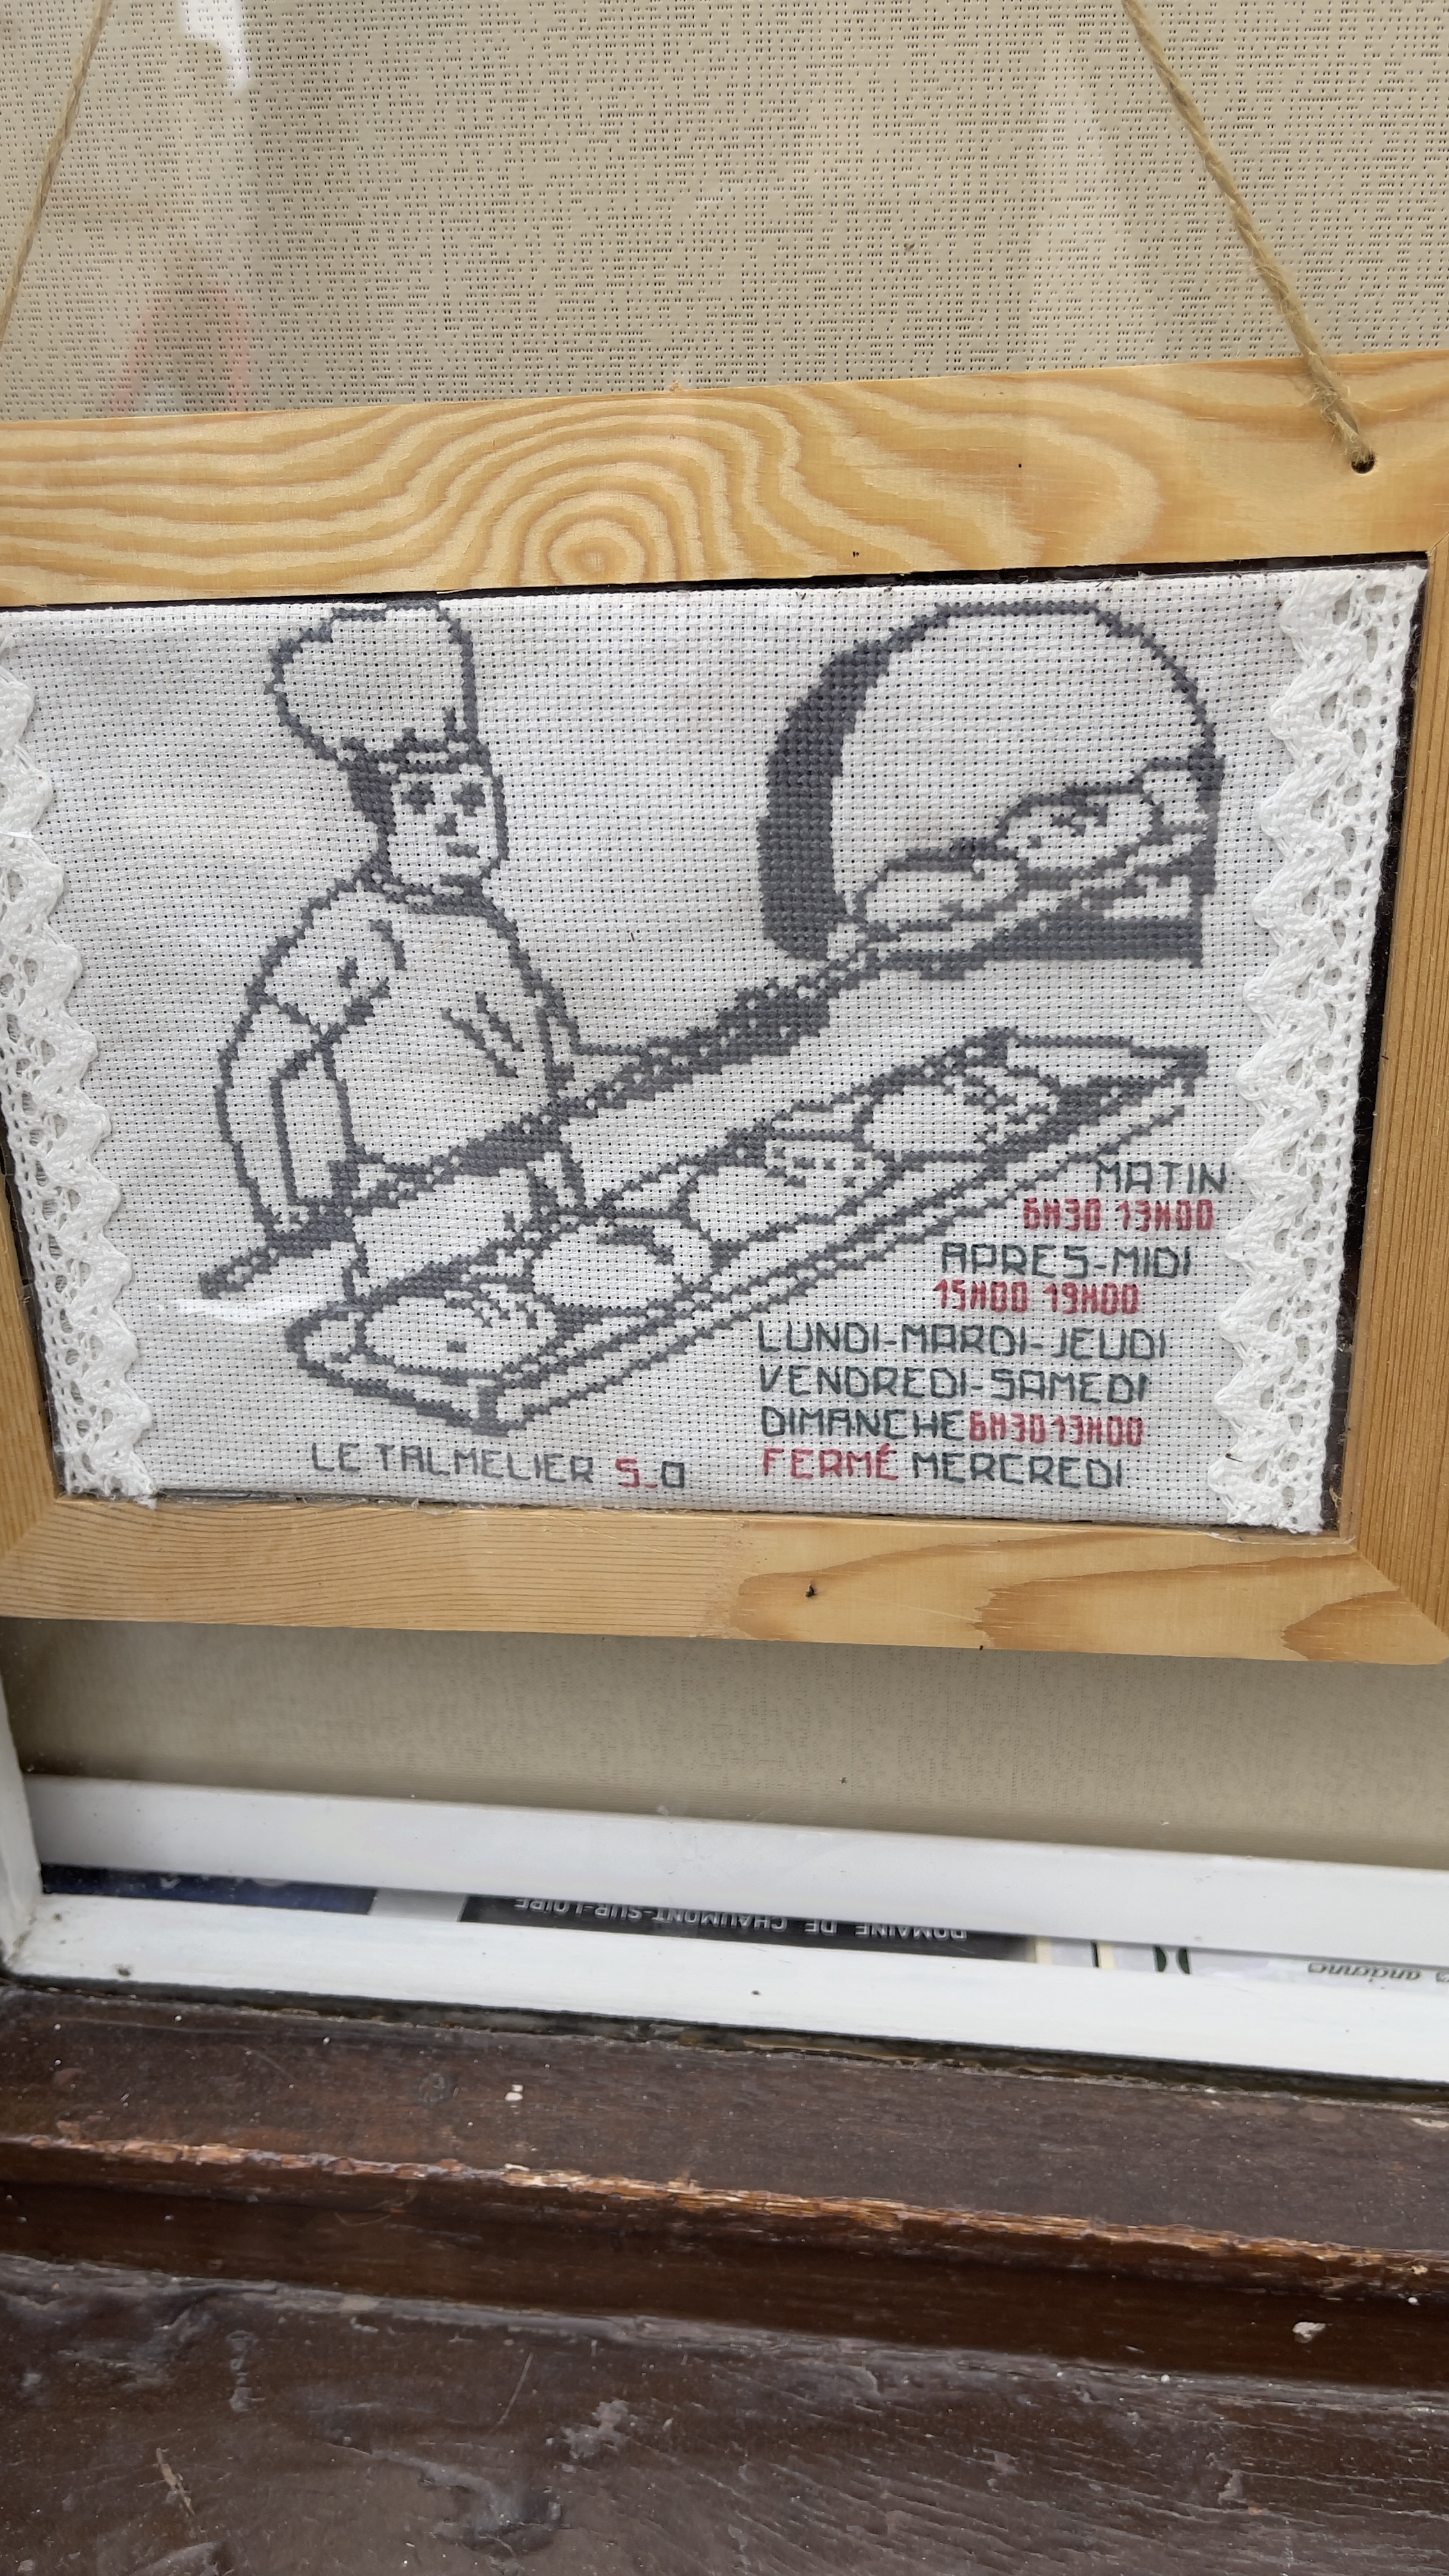 MATIN
6H30 13H00
APRES-MIDI
15H00 19H00
LUNDI-MARDI-JEUDI
VENDREDI-SAMEDI
DIMANCHE 6H30 13H00
FERMÉ MERCREDI
LE TALMELIER S_O
DOMAINE DE CHAUMONT-SUR-LOIRE